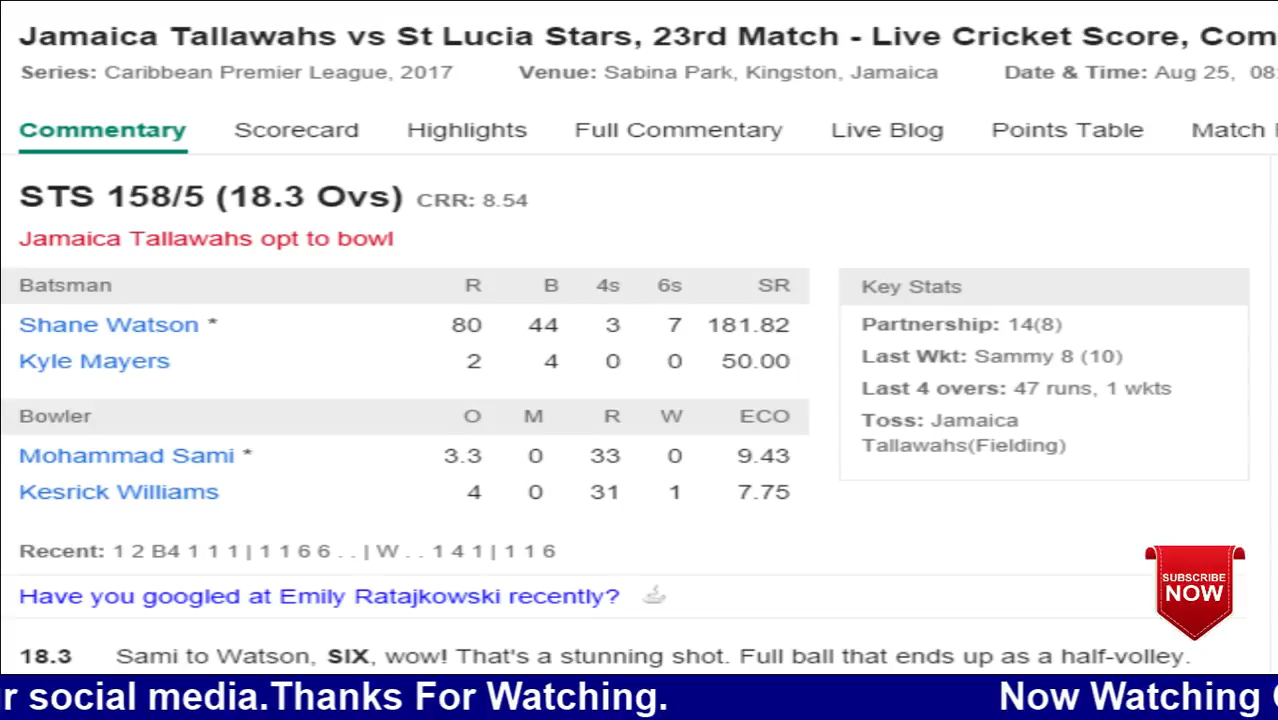 Jamaica Tallawahs vs St Lucia Stars, 23rd Match - Live Cricket Score, Com
Series: Caribbean Premier League, 2017 Venue: Sabina Park, Kingston, Jamaica Date & Time: Aug 25, 08:
Commentary Scorecard Highlights Full Commentary Live Blog Points Table Match
STS 158/5 (18.3 Ovs) CRR: 8.54
Jamaica Tallawahs opt to bowl
Batsman R B 4s 6s SR
Shane Watson * 80 44 3 7 181.82
Kyle Mayers 2 4 0 0 50.00
Bowler O M R W ECO
Mohammad Sami * 3.3 0 33 0 9.43
Kesrick Williams 4 0 31 1 7.75
Key Stats
Partnership: 14(8)
Last Wkt: Sammy 8 (10)
Last 4 overs: 47 runs, 1 wkts
Toss: Jamaica
Tallawahs(Fielding)
Recent: 1 2 B4 1 1 1 | 1 1 6 6 . . | W . . 1 4 1 | 1 1 6
SUBSCRIBE
NOW
Have you googled at Emily Ratajkowski recently?
18.3 Sami to Watson, SIX, wow! That's a stunning shot. Full ball that ends up as a half-volley.
r social media.Thanks For Watching. Now Watching